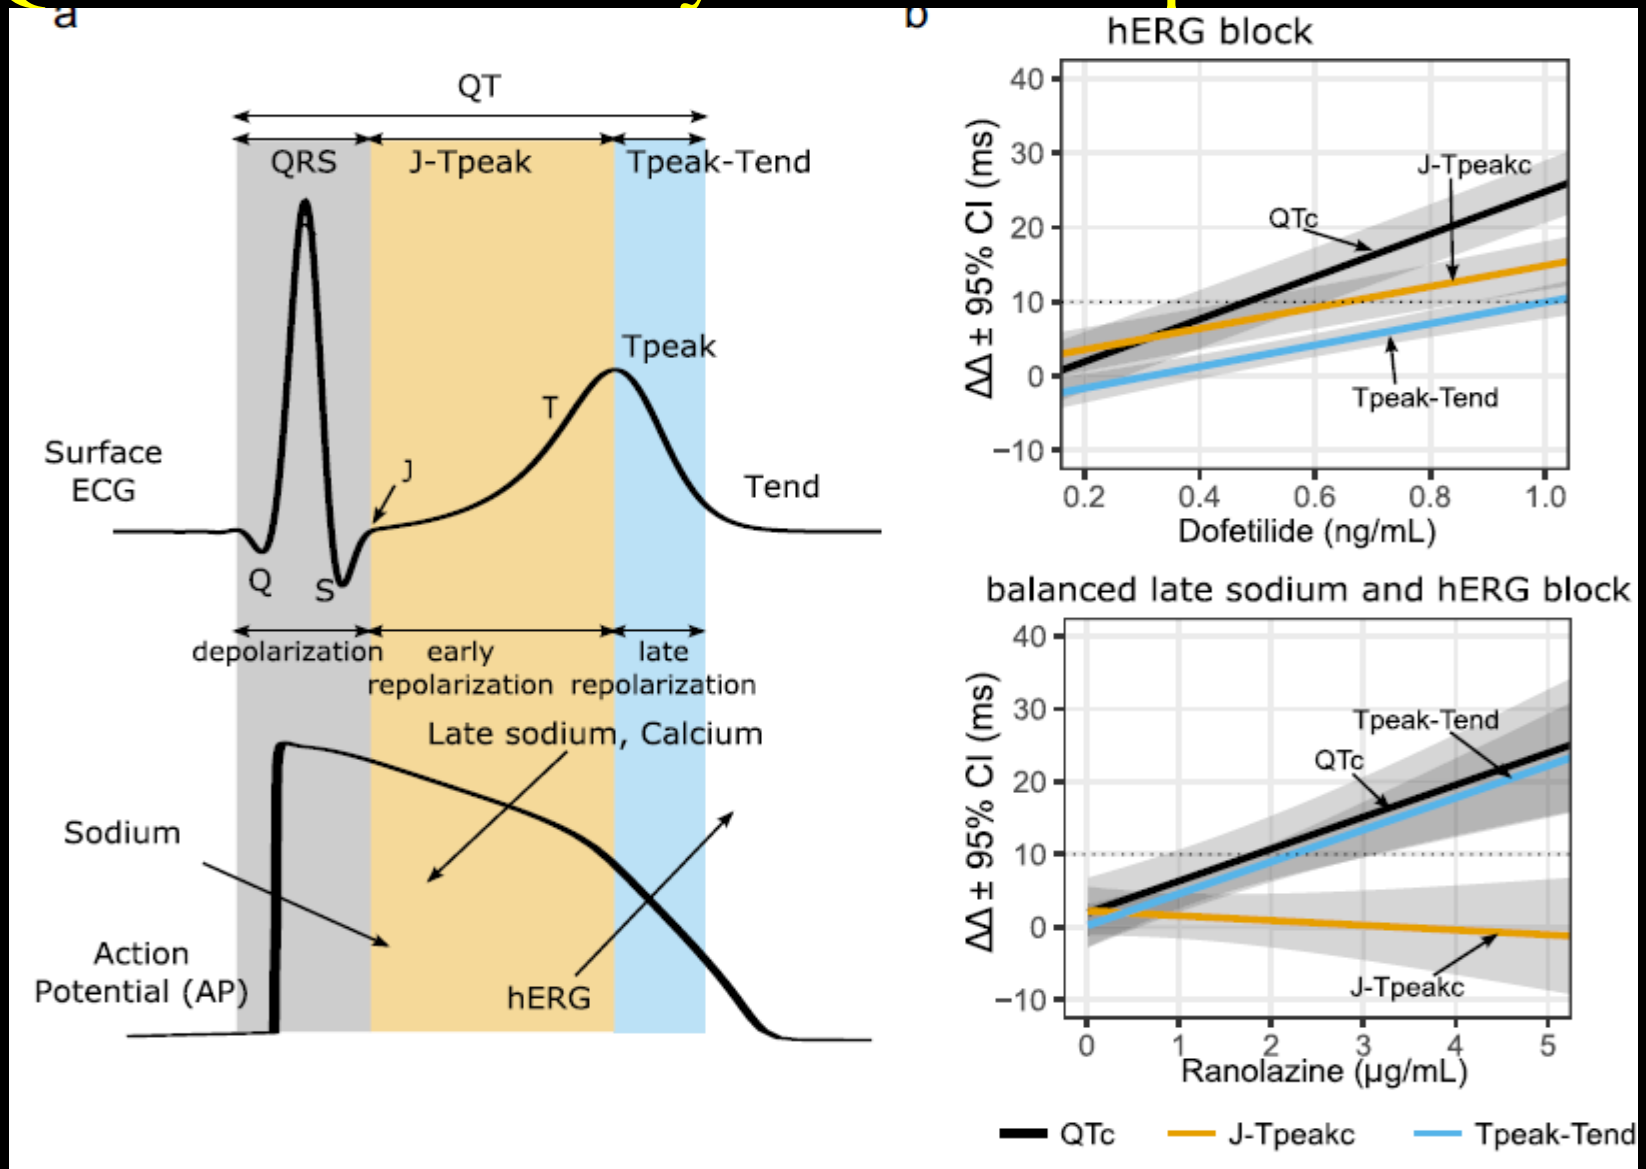 a
QT
QRS
J-Tpeak
Tpeak-Tend
Tpeak
T
Surface
ECG
J
Tend
Q
S
depolarization
early
repolarization
late
repolarization
Late sodium, Calcium
Sodium
Action
Potential (AP)
hERG
b
hERG block
ΔΔ ± 95% CI (ms)
40
30
20
10
0
−10
J-Tpeakc
QTc
Tpeak-Tend
0.2 0.4 0.6 0.8 1.0
Dofetilide (ng/mL)
balanced late sodium and hERG block
ΔΔ ± 95% CI (ms)
40
30
20
10
0
−10
Tpeak-Tend
QTc
J-Tpeakc
0 1 2 3 4 5
Ranolazine (µg/mL)
QTc J-Tpeakc Tpeak-Tend